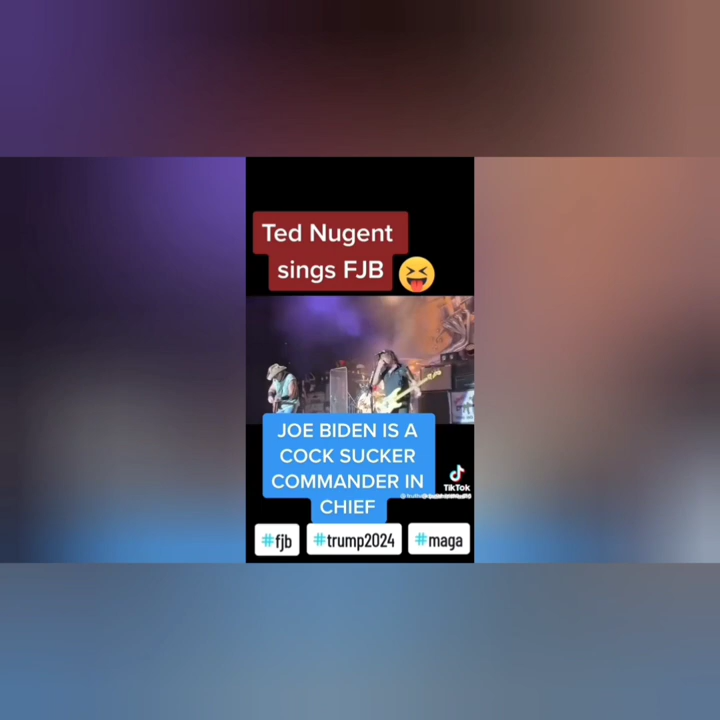 Ted Nugent
sings FJB
JOE BIDEN IS A
COCK SUCKER
COMMANDER IN
CHIEF
TikTok
#fjb
#trump2024
#maga